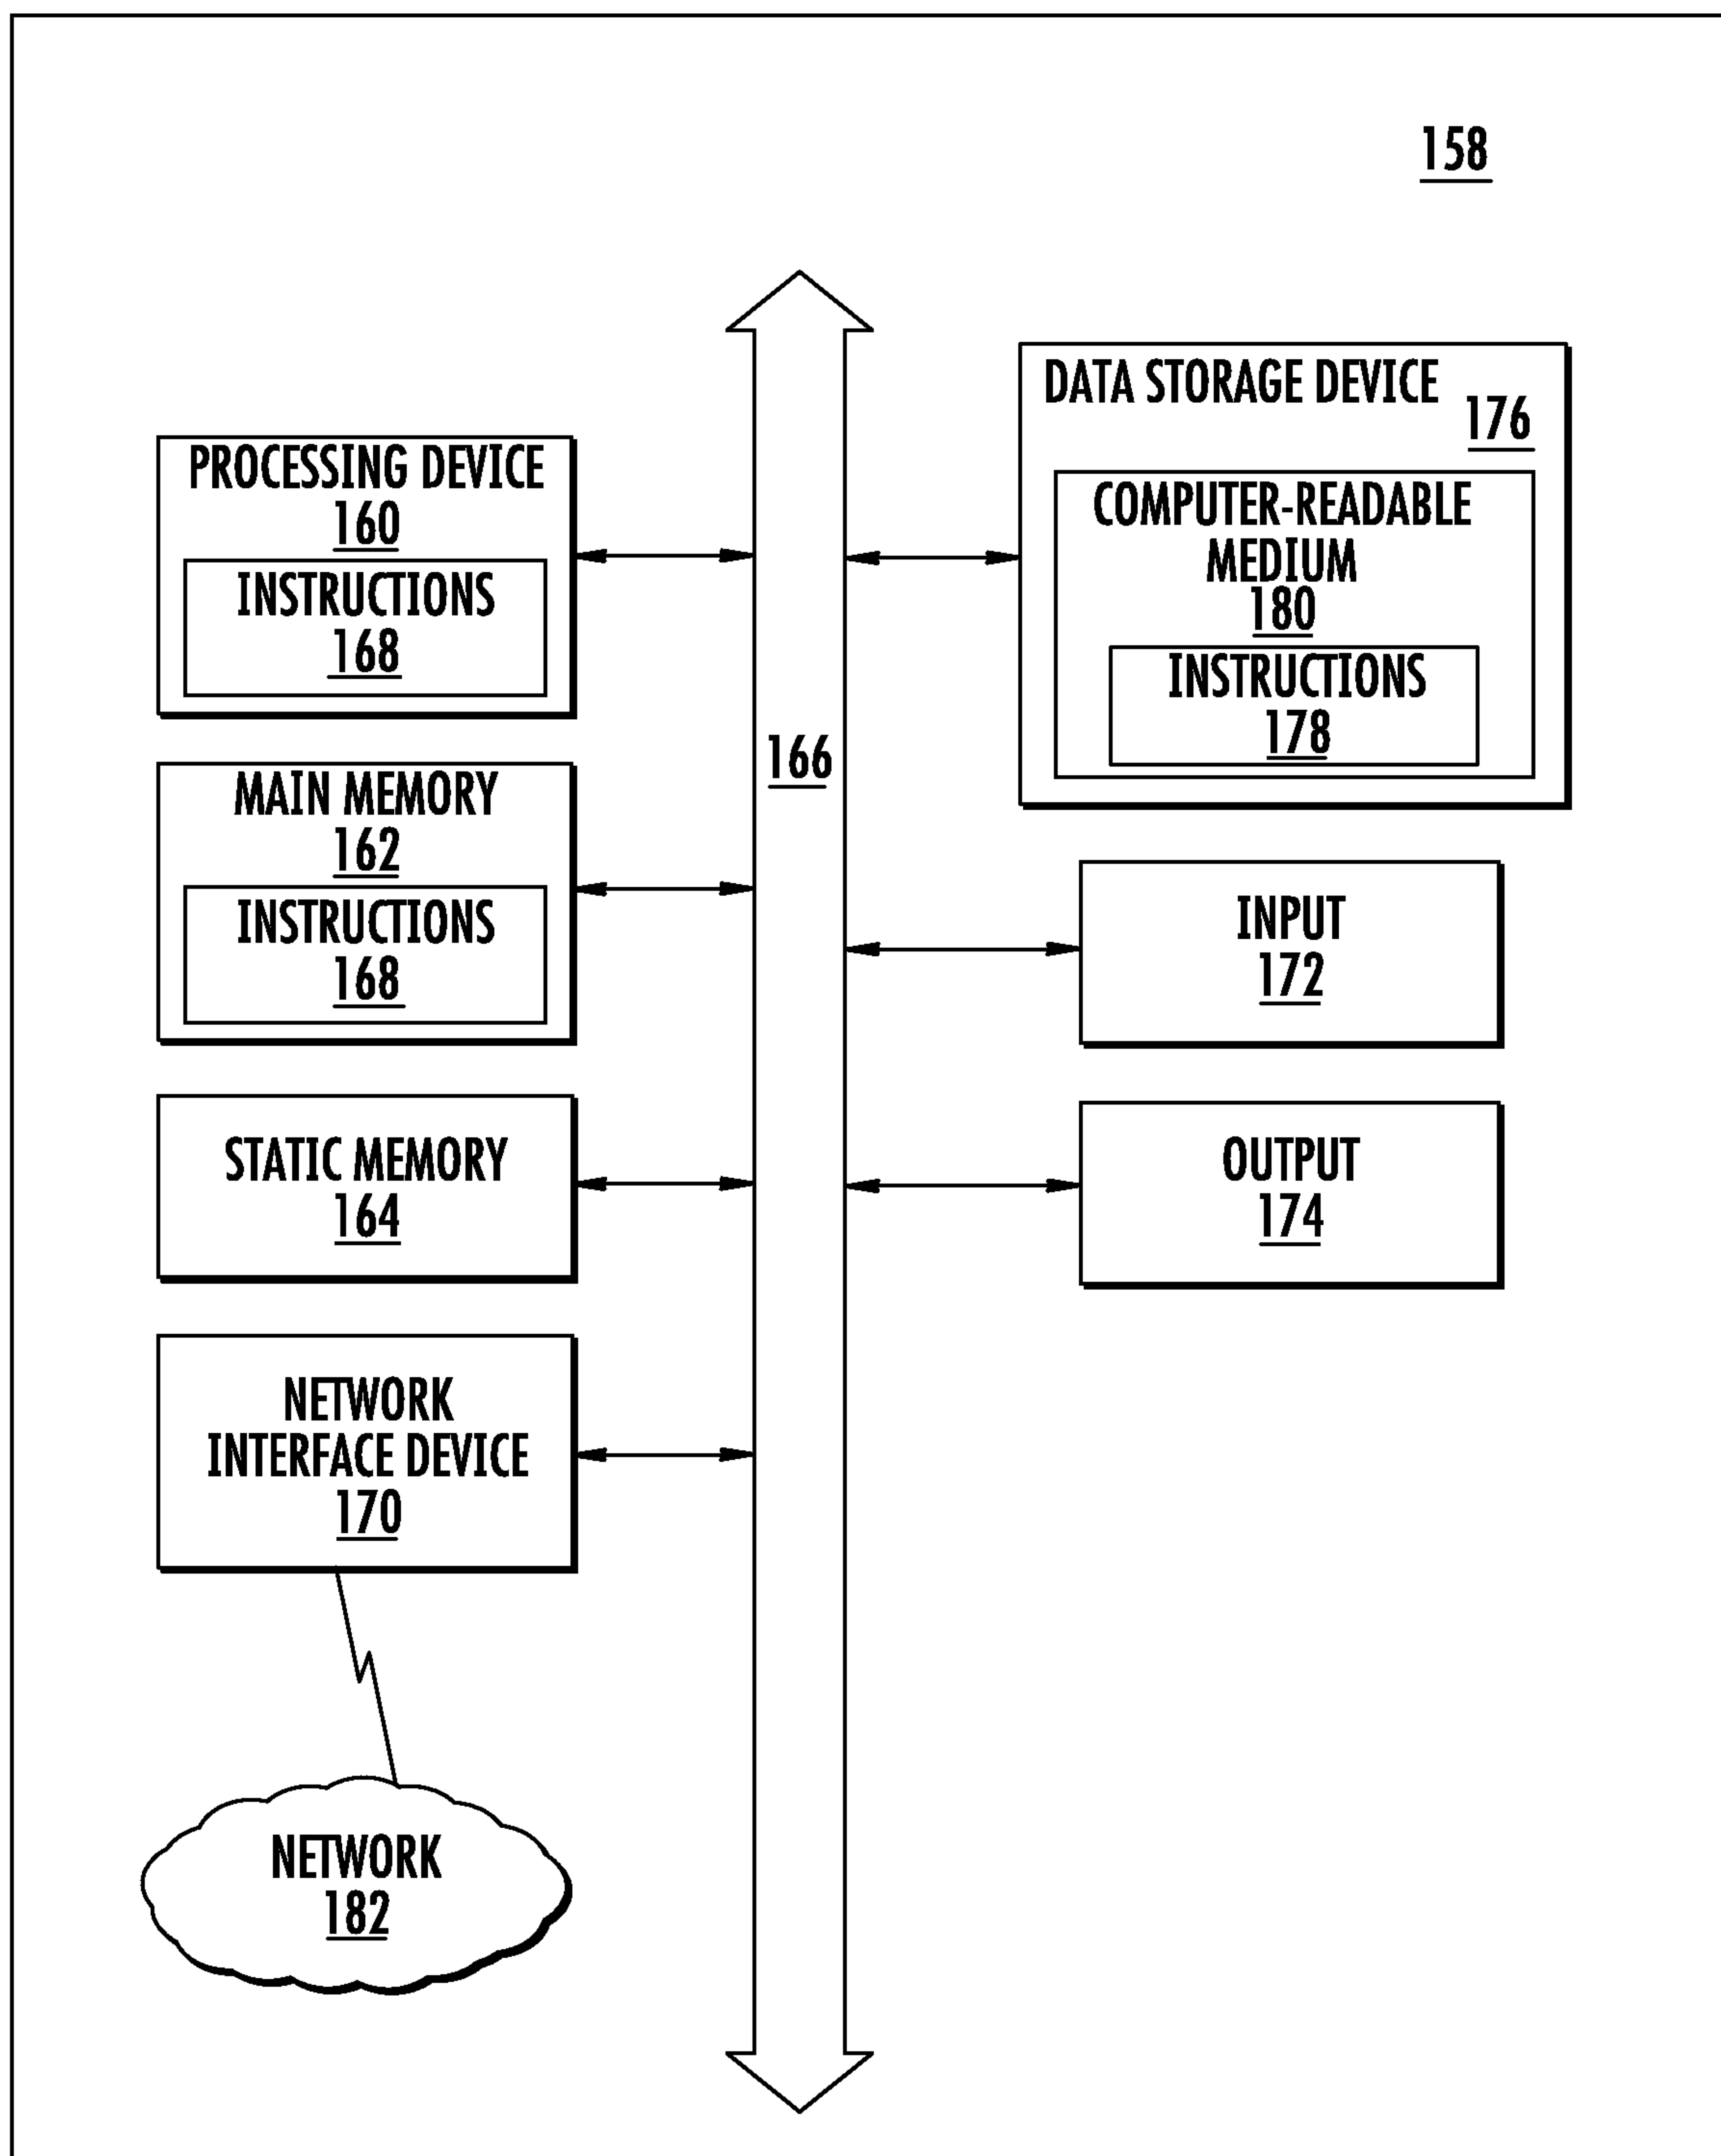 158
PROCESSING DEVICE
160
INSTRUCTIONS
168
MAIN MEMORY
162
INSTRUCTIONS
168
STATIC MEMORY
164
NETWORK
INTERFACE DEVICE
170
NETWORK
182
166
DATA STORAGE DEVICE
176
COMPUTER-READABLE
MEDIUM
180
INSTRUCTIONS
178
INPUT
172
OUTPUT
174